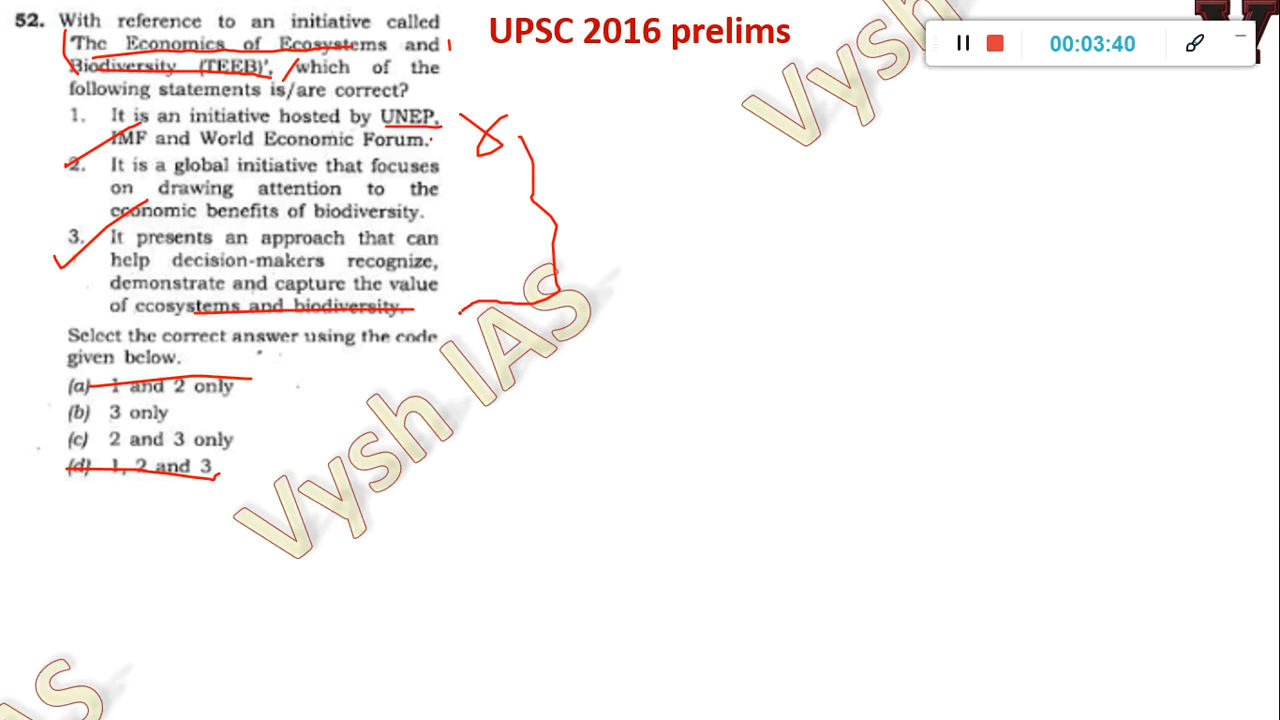 UPSC 2016 prelims
00:03:40
52. With reference to an initiative called
'The Economics of Ecosystems and
Biodiversity (TEEB)', which of the
following statements is/are correct?
1. It is an initiative hosted by UNEP,
IMF and World Economic Forum.
2. It is a global initiative that focuses
on drawing attention to the
economic benefits of biodiversity.
3. It presents an approach that can
help decision-makers recognize,
demonstrate and capture the value
of ecosystems and biodiversity.
Select the correct answer using the code
given below.
(a) 1 and 2 only
(b) 3 only
(c) 2 and 3 only
(d) 1, 2 and 3
Vysh IAS
Vysh
AS